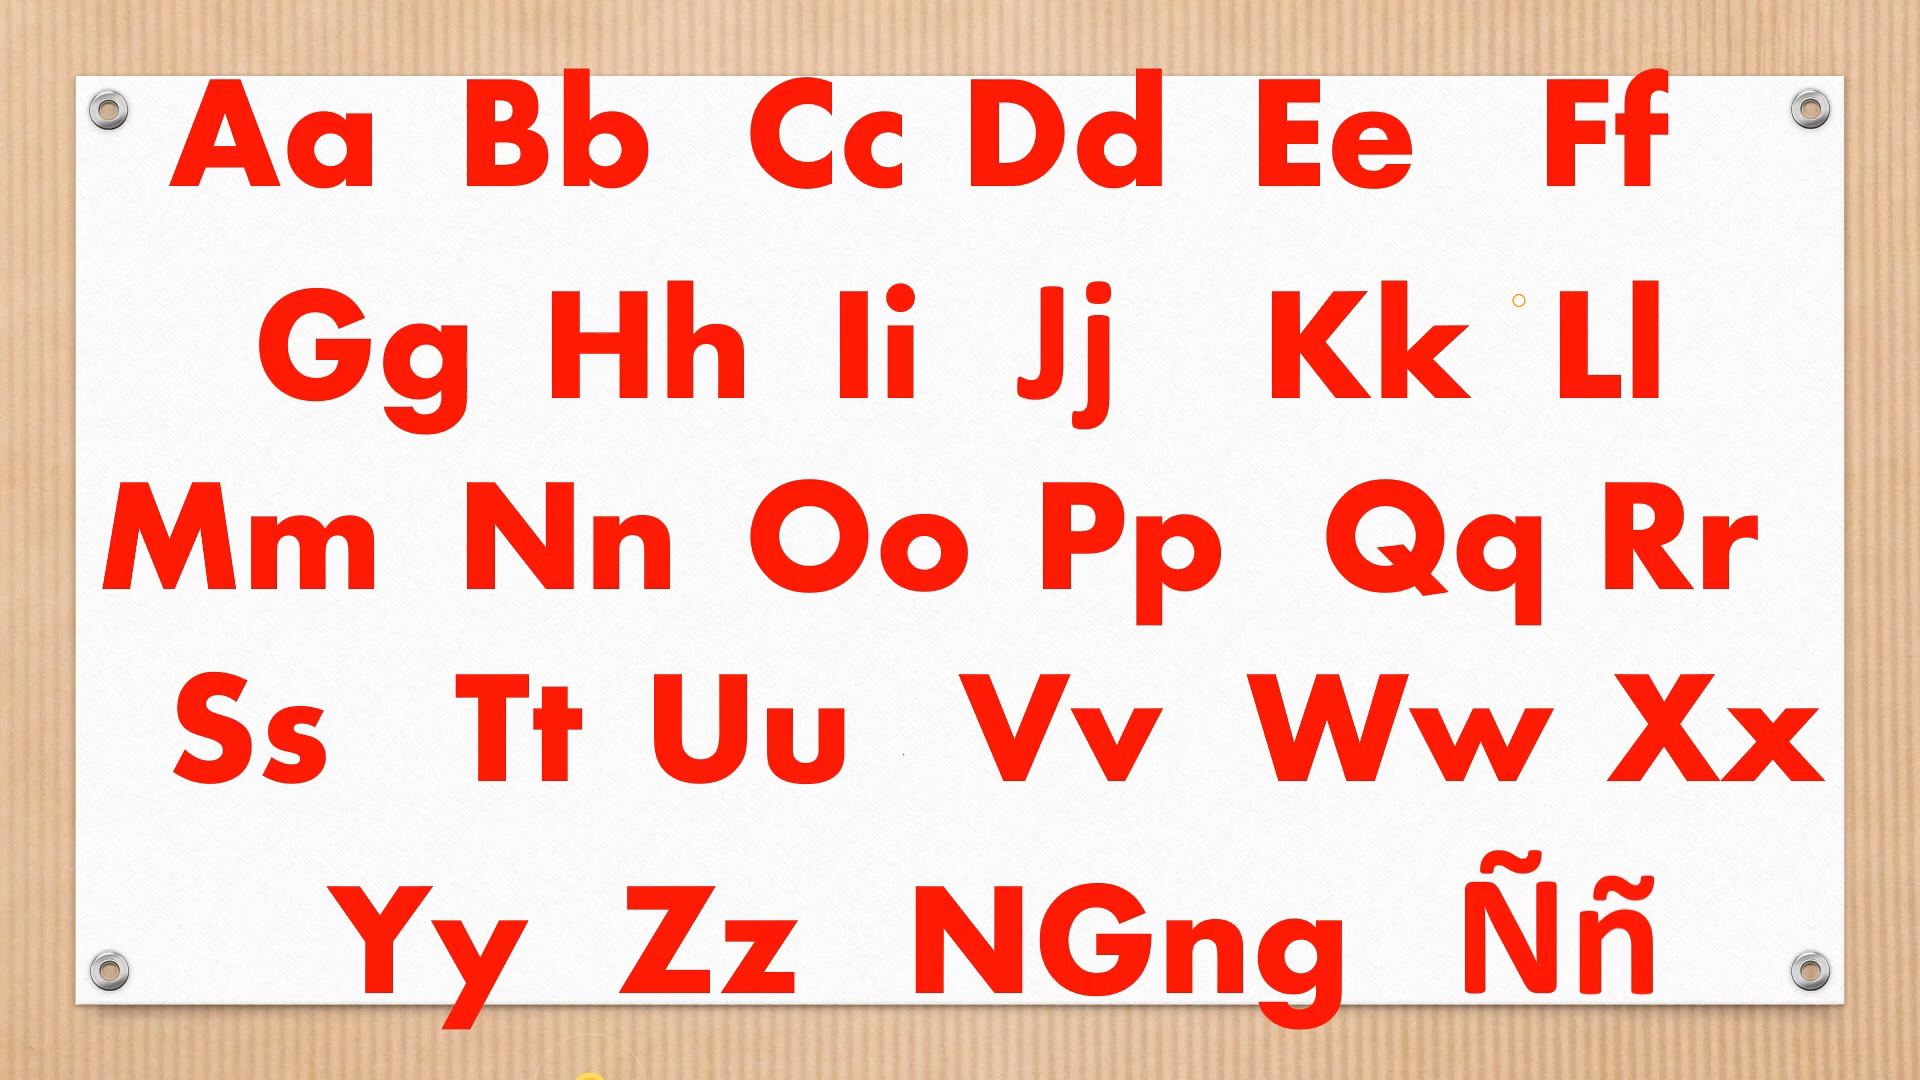 Aa Bb Cc Dd Ee Ff
Gg Hh Ii Jj Kk Ll
Mm Nn Oo Pp Qq Rr
Ss Tt Uu Vv Ww Xx
Yy Zz NGng Ññ